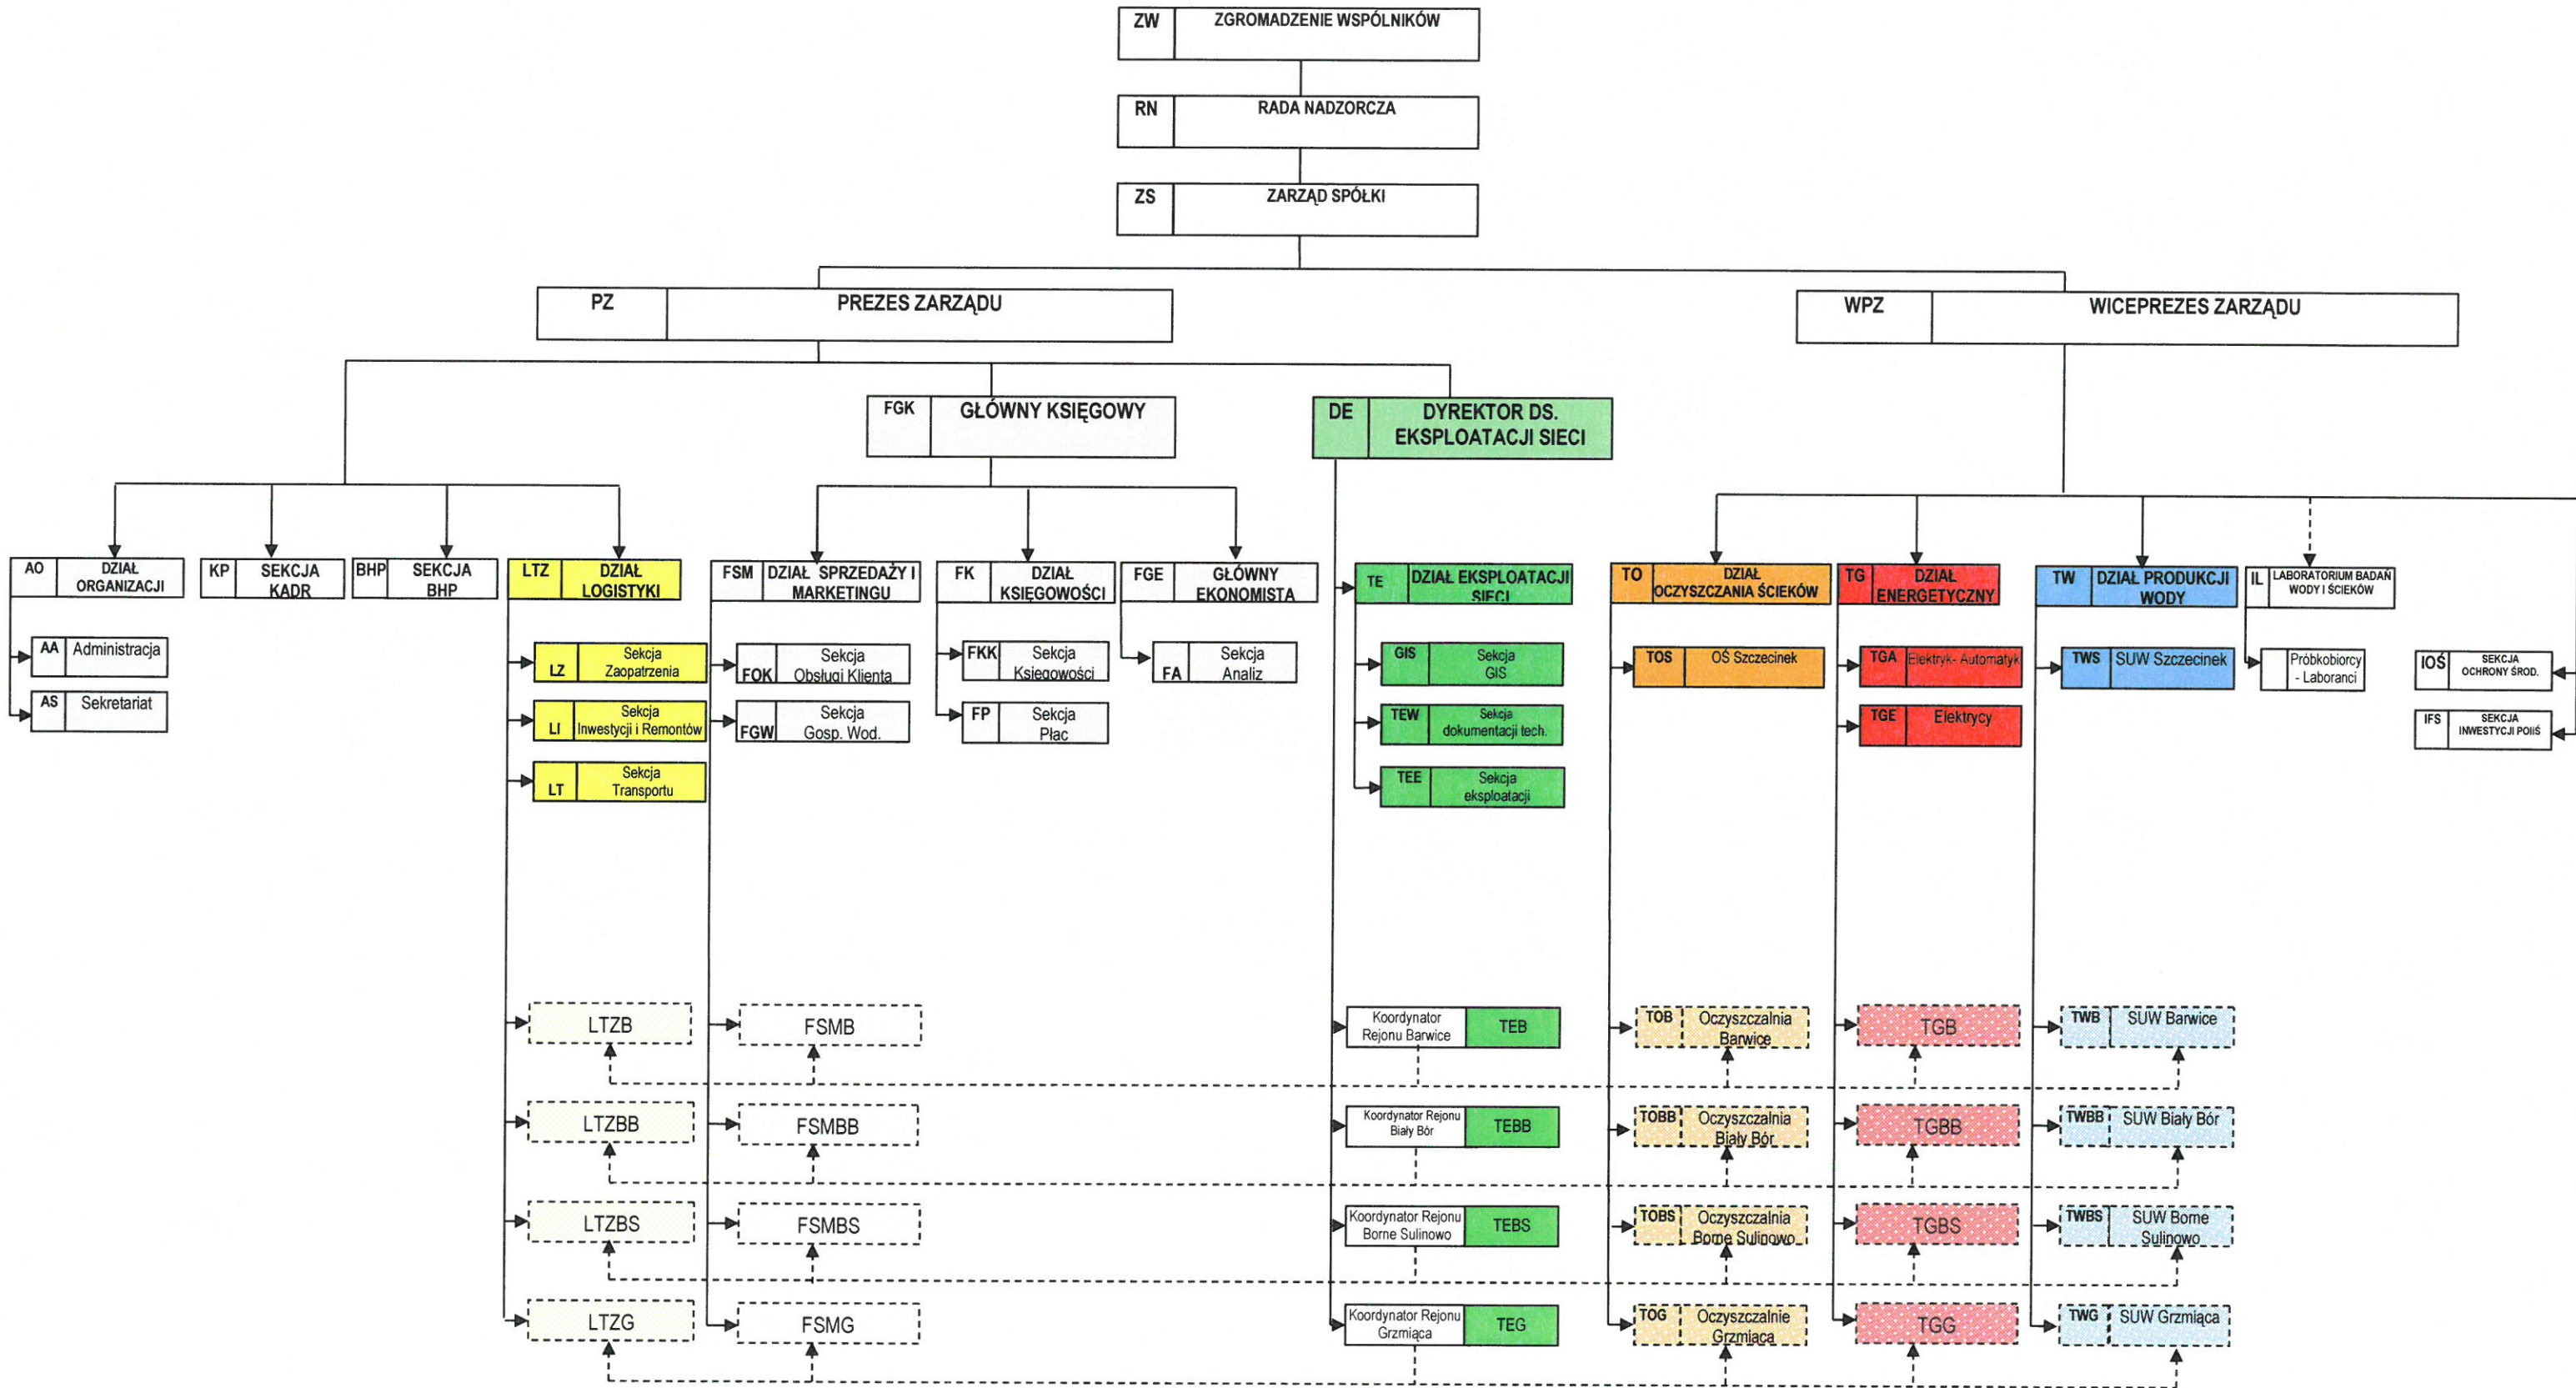 ZW ZGROMADZENIE WSPÓLNIKÓW
RN RADA NADZORCZA
ZS ZARZĄD SPÓŁKI
PZ PREZES ZARZĄDU
WPZ WICEPREZES ZARZĄDU
FGK GŁÓWNY KSIĘGOWY
DE DYREKTOR DS.
EKSPLOATACJI SIECI
AO DZIAŁ
ORGANIZACJI
KP SEKCJA
KADR
BHP SEKCJA
BHP
LTZ DZIAŁ
LOGISTYKI
FSM DZIAŁ SPRZEDAŻY I
MARKETINGU
FK DZIAŁ
KSIĘGOWOŚCI
FGE GŁÓWNY
EKONOMISTA
TE DZIAŁ EKSPLOATACJI
SIECI
TO DZIAŁ
OCZYSZCZANIA ŚCIEKÓW
TG DZIAŁ
ENERGETYCZNY
TW DZIAŁ PRODUKCJI
WODY
IL LABORATORIUM BADAŃ
WODY I ŚCIEKÓW
AA Administracja
AS Sekretariat
LZ Sekcja
Zaopatrzenia
LI Sekcja
Inwestycji i Remontów
LT Sekcja
Transportu
FOK Sekcja
Obsługi Klienta
FGW Sekcja
Gosp. Wod.
FKK Sekcja
Księgowości
FP Sekcja
Płac
FA Sekcja
Analiz
GIS Sekcja
GIS
TEW Sekcja
dokumentacji tech.
TEE Sekcja
eksploatacji
TOS OŚ Szczecinek
TGA Elektryk- Automatyk
TGE Elektrycy
TWS SUW Szczecinek
Próbkobiorcy
- Laboranci
IOŚ SEKCJA
OCHRONY ŚROD.
IFS SEKCJA
INWESTYCJI POIiŚ
LTZB
FSMB
Koordynator
Rejonu Barwice
TEB
TOB Oczyszczalnia
Barwice
TGB
TWB SUW Barwice
LTZBB
FSMBB
Koordynator Rejonu
Biały Bór
TEBB
TOBB Oczyszczalnia
Biały Bór
TGBB
TWBB SUW Biały Bór
LTZBS
FSMBS
Koordynator Rejonu
Borne Sulinowo
TEBS
TOBS Oczyszczalnia
Borne Sulinowo
TGBS
TWBS SUW Borne
Sulinowo
LTZG
FSMG
Koordynator Rejonu
Grzmiąca
TEG
TOG Oczyszczalnie
Grzmiąca
TGG
TWG SUW Grzmiąca